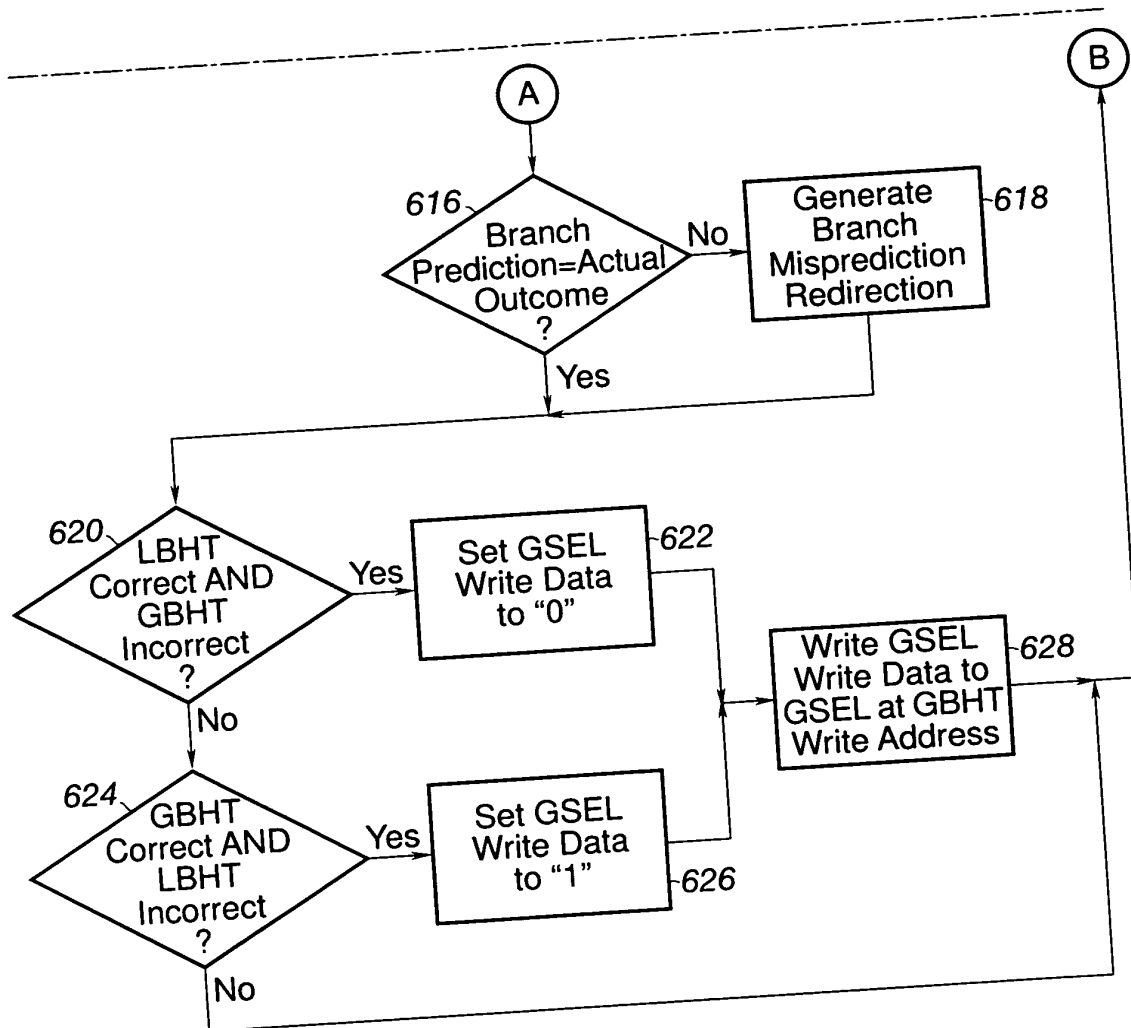 A
B
616
Branch
Prediction=Actual
Outcome
?
No
Yes
Generate
Branch
Misprediction
Redirection
618
620
LBHT
Correct AND
GBHT
Incorrect
?
Yes
No
Set GSEL
Write Data
to “0”
622
624
GBHT
Correct AND
LBHT
Incorrect
?
Yes
No
Set GSEL
Write Data
to “1”
626
Write GSEL
Write Data to
GSEL at GBHT
Write Address
628